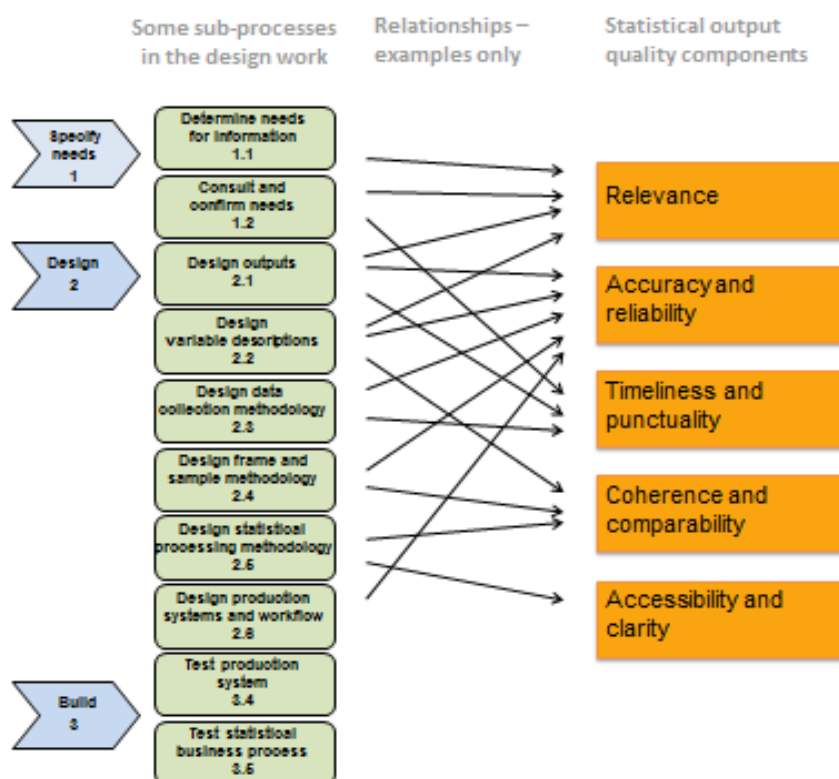 Some sub-processes
in the design work
Relationships –
examples only
Statistical output
quality components
Specify
needs
1
Determine needs
for information
1.1
Consult and
confirm needs
1.2
Design
2
Design outputs
2.1
Design
variable descriptions
2.2
Design data
collection methodology
2.3
Design frame and
sample methodology
2.4
Design statistical
processing methodology
2.5
Design production
systems and workflow
2.6
Build
3
Test production
system
3.4
Test statistical
business process
3.5
Relevance
Accuracy and
reliability
Timeliness and
punctuality
Coherence and
comparability
Accessibility and
clarity